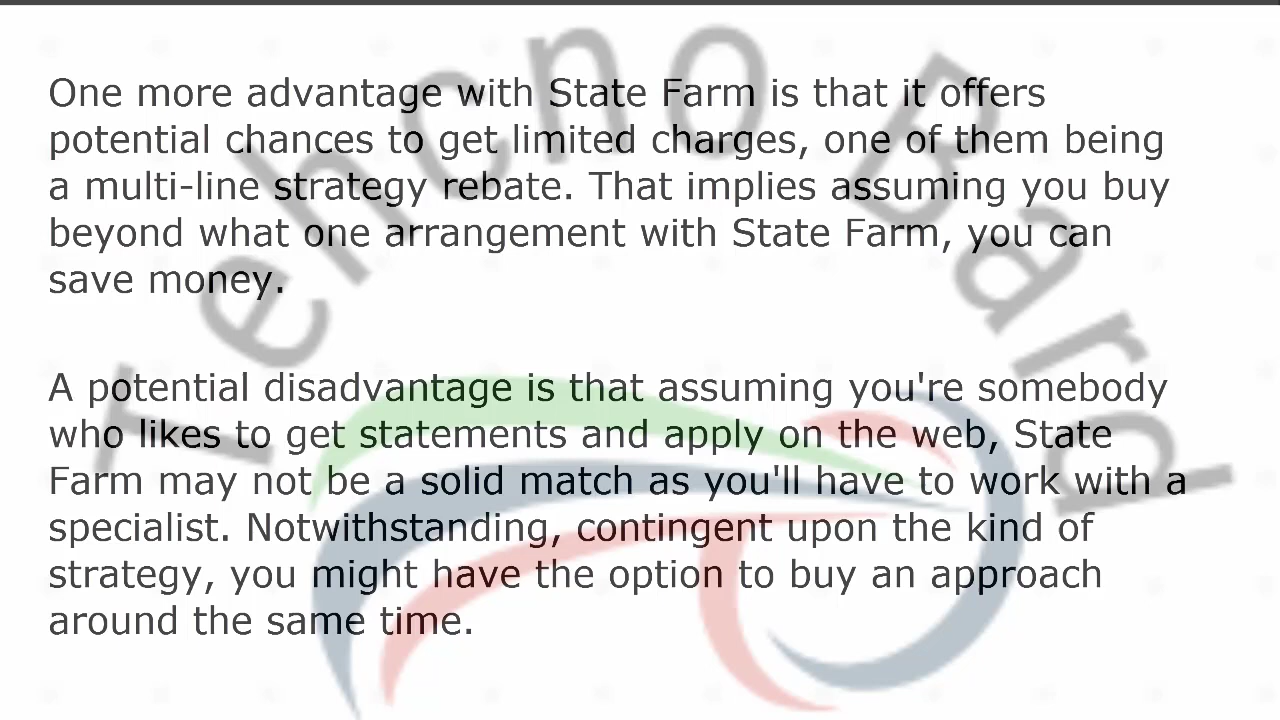 One more advantage with State Farm is that it offers
potential chances to get limited charges, one of them being
a multi-line strategy rebate. That implies assuming you buy
beyond what one arrangement with State Farm, you can
save money.
A potential disadvantage is that assuming you're somebody
who likes to get statements and apply on the web, State
Farm may not be a solid match as you'll have to work with a
specialist. Notwithstanding, contingent upon the kind of
strategy, you might have the option to buy an approach
around the same time.
Tehcno Bard